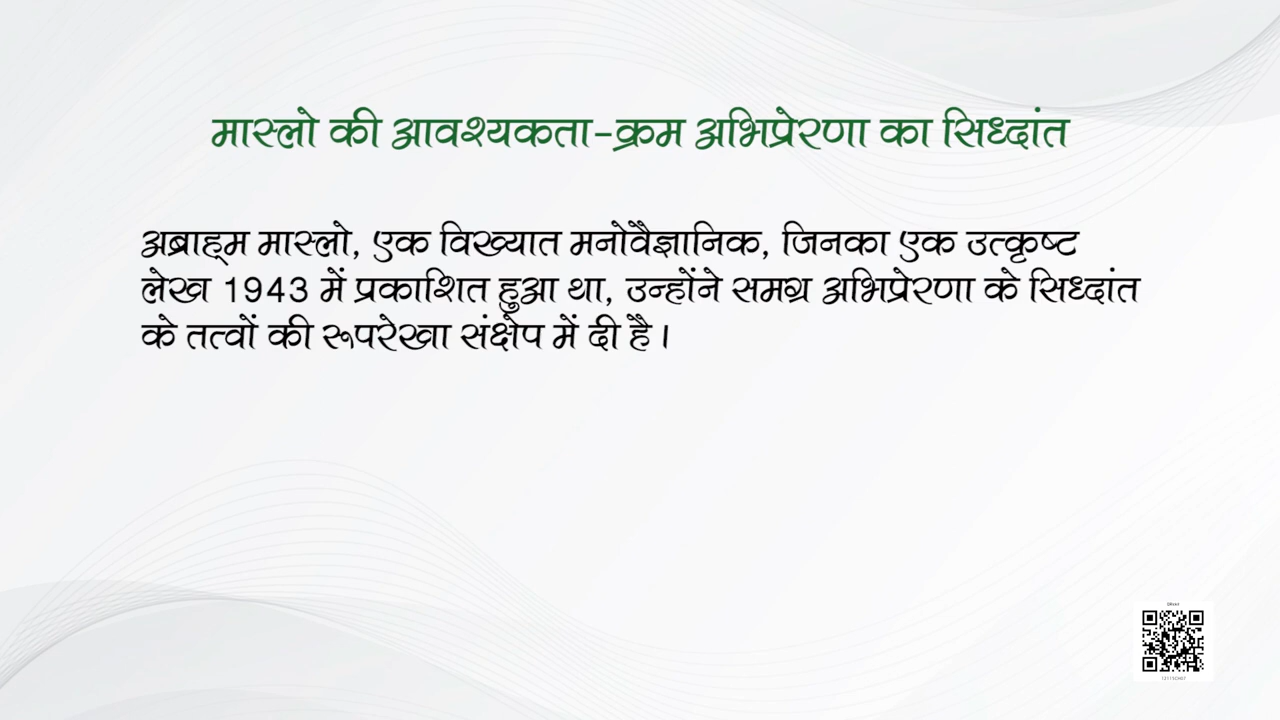 मास्लो की आवश्यकता-क्रम अभिप्रेरणा का सिध्दांत
अब्राह्म मास्लो, एक विख्यात मनोवैज्ञानिक, जिनका एक उत्कृष्ट
लेख 1943 में प्रकाशित हुआ था, उन्होंने समग्र अभिप्रेरणा के सिध्दांत
के तत्वों की रूपरेखा संक्षेप में दी है।